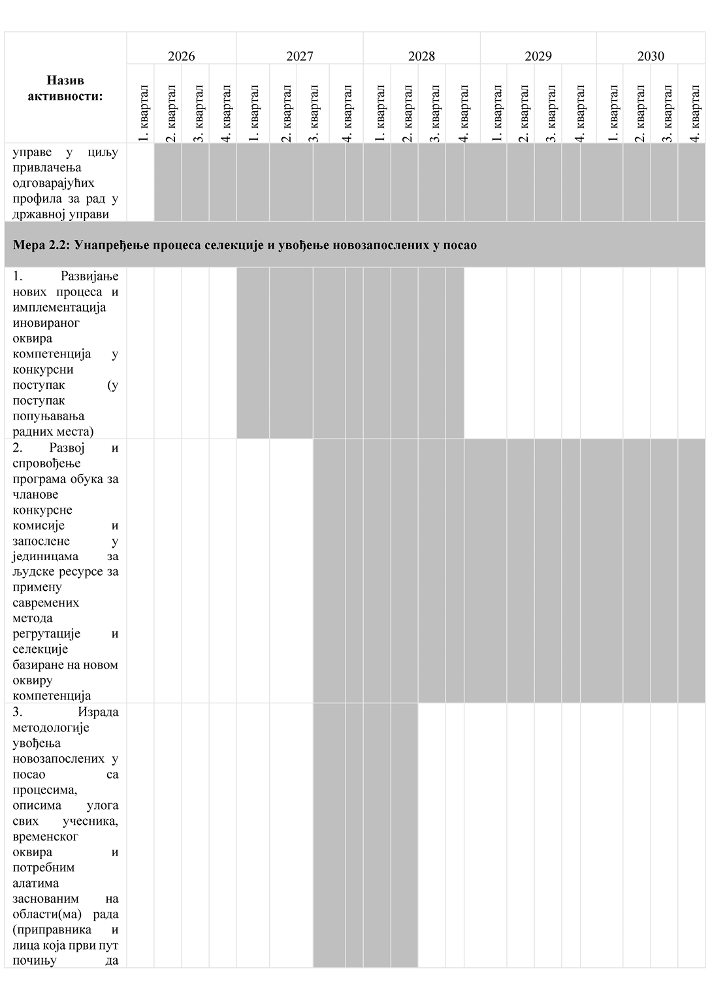 Назив
активности:
2026
2027
2028
2029
2030
1. квартал
2. квартал
3. квартал
4. квартал
1. квартал
2. квартал
3. квартал
4. квартал
1. квартал
2. квартал
3. квартал
4. квартал
1. квартал
2. квартал
3. квартал
4. квартал
1. квартал
2. квартал
3. квартал
4. квартал
управе у циљу
привлачења
одговарајућих
профила за рад у
државној управи
Мера 2.2: Унапређење процеса селекције и увођење новозапослених у посао
1. Развијање
нових процеса и
имплементација
иновираног
оквира
компетенција у
конкурсни
поступак (у
поступак
попуњавања
радних места)
2. Развој и
спровођење
програма обука за
чланове
конкурсне
комисије и
запослене у
јединицама за
људске ресурсе за
примену
савремених
метода
регрутације и
селекције
базиране на новом
оквиру
компетенција
3. Израда
методологије
увођења
новозапослених у
посао са
процесима,
описима улога
свих учесника,
временског
оквира и
потребним
алатима
заснованим на
области(ма) рада
(приправника и
лица која први пут
почињу да